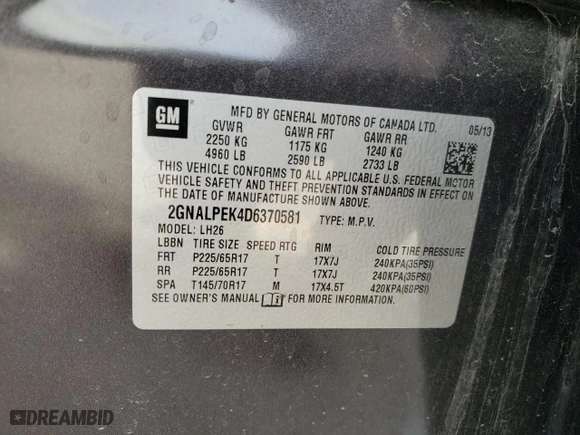 GM
MFD BY GENERAL MOTORS OF CANADA LTD. 05/13
GVWR GAWR FRT GAWR RR
2250 KG 1175 KG 1240 KG
4960 LB 2590 LB 2733 LB
THIS VEHICLE CONFORMS TO ALL APPLICABLE U.S. FEDERAL MOTOR
VEHICLE SAFETY AND THEFT PREVENTION STANDARDS IN EFFECT ON
THE DATE OF MANUFACTURE SHOWN ABOVE.
2GNALPEK4D6370581 TYPE: M.P.V.
MODEL: LH26
LBBN TIRE SIZE SPEED RTG RIM COLD TIRE PRESSURE
FRT P225/65R17 T 17X7J 240KPA(35PSI)
RR P225/65R17 T 17X7J 240KPA(35PSI)
SPA T145/70R17 M 17X4.5T 420KPA(60PSI)
SEE OWNER'S MANUAL FOR MORE INFORMATION.
DREAMBID